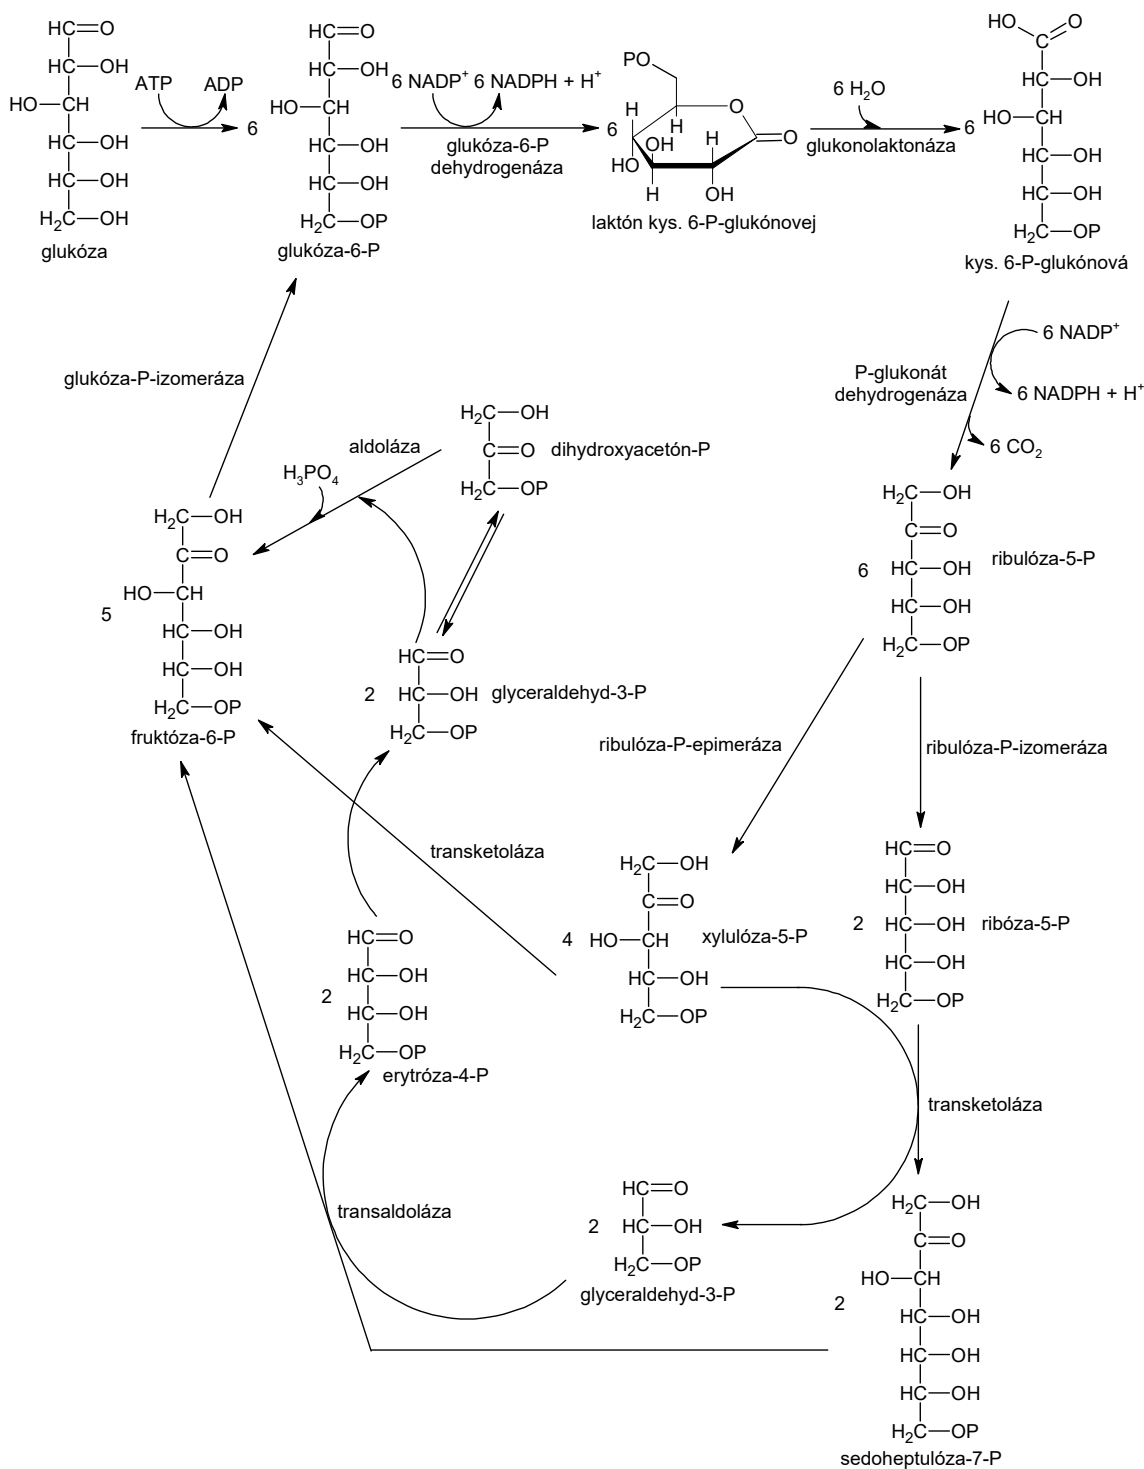 HC=O
HC—OH
HO—CH
HC—OH
HC—OH
H₂C—OH
glukóza
ATP
ADP
6
HC=O
HC—OH
HO—CH
HC—OH
HC—OH
H₂C—OP
glukóza-6-P
6 NADP⁺ 6 NADPH + H⁺
glukóza-6-P
dehydrogenáza
6
PO
H
H
O
O
H
OH
HO
H
OH
laktón kys. 6-P-glukónovej
6 H₂O
glukonolaktonáza
6
HO
O
C
HC—OH
HO—CH
HC—OH
HC—OH
H₂C—OP
kys. 6-P-glukónová
6 NADP⁺
P-glukonát
dehydrogenáza
6 NADPH + H⁺
6 CO₂
glukóza-P-izomeráza
H₂C—OH
C=O
H₂C—OP
dihydroxyacetón-P
aldoláza
H₃PO₄
5
H₂C—OH
C=O
HO—CH
HC—OH
HC—OH
H₂C—OP
fruktóza-6-P
6
H₂C—OH
C=O
HC—OH
HC—OH
H₂C—OP
ribulóza-5-P
2
HC=O
HC—OH
H₂C—OP
glyceraldehyd-3-P
ribulóza-P-epimeráza
ribulóza-P-izomeráza
transketoláza
4
H₂C—OH
C=O
HO—CH
HC—OH
H₂C—OP
xylulóza-5-P
2
HC=O
HC—OH
HC—OH
HC—OH
H₂C—OP
ribóza-5-P
2
HC=O
HC—OH
HC—OH
H₂C—OP
erytróza-4-P
transketoláza
transaldoláza
2
HC=O
HC—OH
H₂C—OP
glyceraldehyd-3-P
2
H₂C—OH
C=O
HO—CH
HC—OH
HC—OH
HC—OH
H₂C—OP
sedoheptulóza-7-P